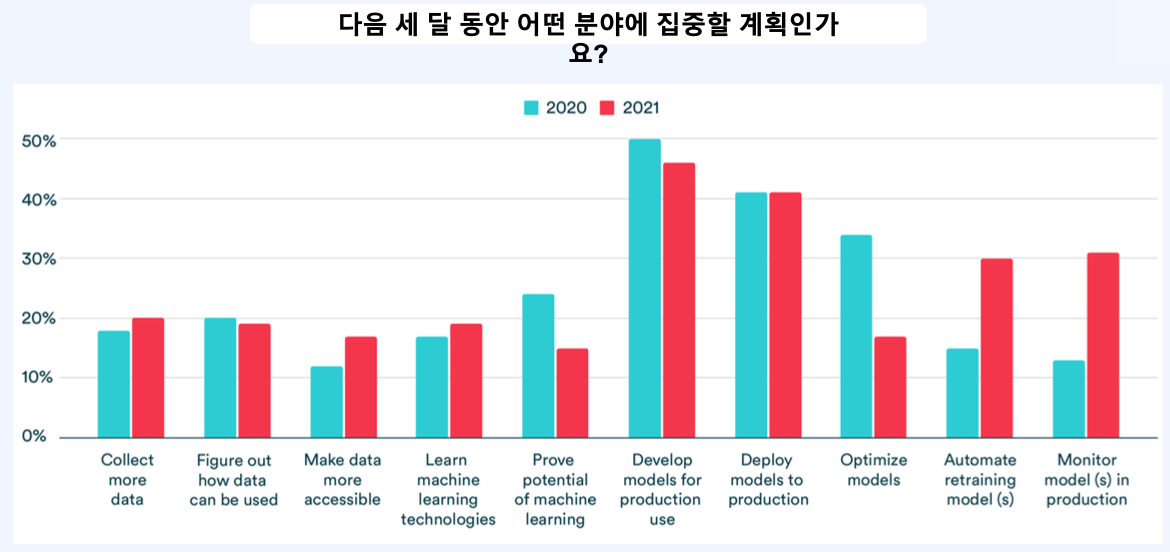 다음 세 달 동안 어떤 분야에 집중할 계획인가
요?
2020 2021
50%
40%
30%
20%
10%
0%
Collect
more
data
Figure out
how data
can be used
Make data
more
accessible
Learn
machine
learning
technologies
Prove
potential
of machine
learning
Develop
models for
production
use
Deploy
models to
production
Optimize
models
Automate
retraining
model (s)
Monitor
model (s) in
production